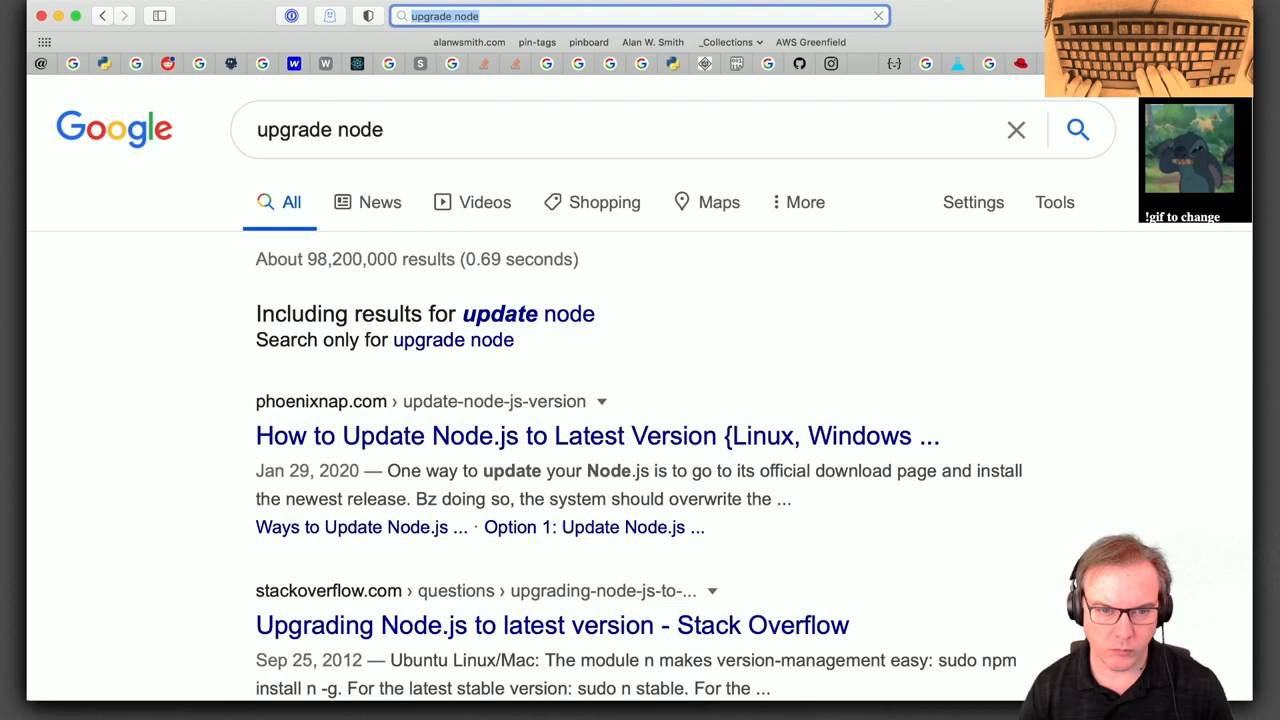 upgrade node
alanwsmith.com pin-tags pinboard Alan W. Smith _Collections AWS Greenfield
Google
upgrade node
All News Videos Shopping Maps More Settings Tools
!gif to change
About 98,200,000 results (0.69 seconds)
Including results for update node
Search only for upgrade node
phoenixnap.com › update-node-js-version
How to Update Node.js to Latest Version {Linux, Windows ...
Jan 29, 2020 — One way to update your Node.js is to go to its official download page and install
the newest release. Bz doing so, the system should overwrite the ...
Ways to Update Node.js ... · Option 1: Update Node.js ...
stackoverflow.com › questions › upgrading-node-js-to-...
Upgrading Node.js to latest version - Stack Overflow
Sep 25, 2012 — Ubuntu Linux/Mac: The module n makes version-management easy: sudo npm
install n -g. For the latest stable version: sudo n stable. For the ...